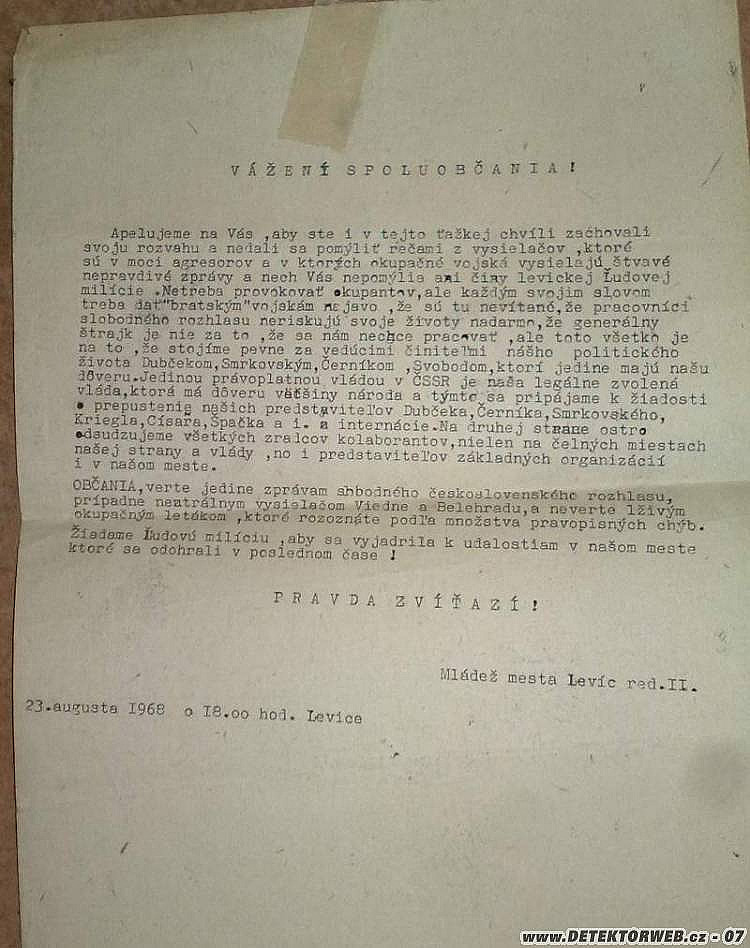 VÁŽENÍ SPOLUOBČANIA!
Apelujeme na Vás ,aby ste i v tejto ťažkej chvíli zachovali
svoju rozvahu a nedali sa pomýliť rečami z vysielačov ,ktoré
sú v moci agresorov a v ktorých okupačné vojská vysielajú štvavé
nepravdivé zprávy a nech Vás nepomýlia ani činy levickej Ľudovej
milície .Netreba provokovať okupantov,ale každým svojim slovom
treba dať"bratským"vojskám najavo ,že sú tu nevítané,že pracovníci
slobodného rozhlasu neriskujú svoje životy nadarmo,že generálny
štrajk je nie za to ,že sa nám nechce pracovať ,ale toto všetko je
na to ,že stojíme pevne za vedúcimi činiteľmi nášho politického
života Dubčekom,Smrkovským,Černíkom ,Svobodom,ktorí jedine majú našu
dôveru.Jedinou právoplatnou vládou v ČSSR je naša legálne zvolená
vláda,ktorá má dôveru väčšiny národa a týmto sa pripájame k žiadosti
o prepustenie našich predstaviteľov Dubčeka,Černíka,Smrkovského,
Kriegla,Císařa,Špačka a i. z internácie.Na druhej strane ostro
odsudzujeme všetkých zradcov kolaborantov,nielen na čelných miestach
našej strany a vlády ,no i predstaviteľov základných organizácií
i v našom meste.
OBČANIA,verte jedine zprávam slobodného československého rozhlasu,
prípadne neutrálnym vysielačom Viedne a Belehradu,a neverte lživým
okupačným letákom ,ktoré rozoznáte podľa množstva pravopisných chýb.
Žiadame Ľudovú milíciu ,aby sa vyjadrila k udalostiam v našom meste
ktoré sa odohrali v poslednom čase !
PRAVDA ZVÍŤAZÍ!
Mládež mesta Levíc red.II.
23.augusta 1968 o 18.00 hod. Levice
www.DETEKTORWEB.cz - 07